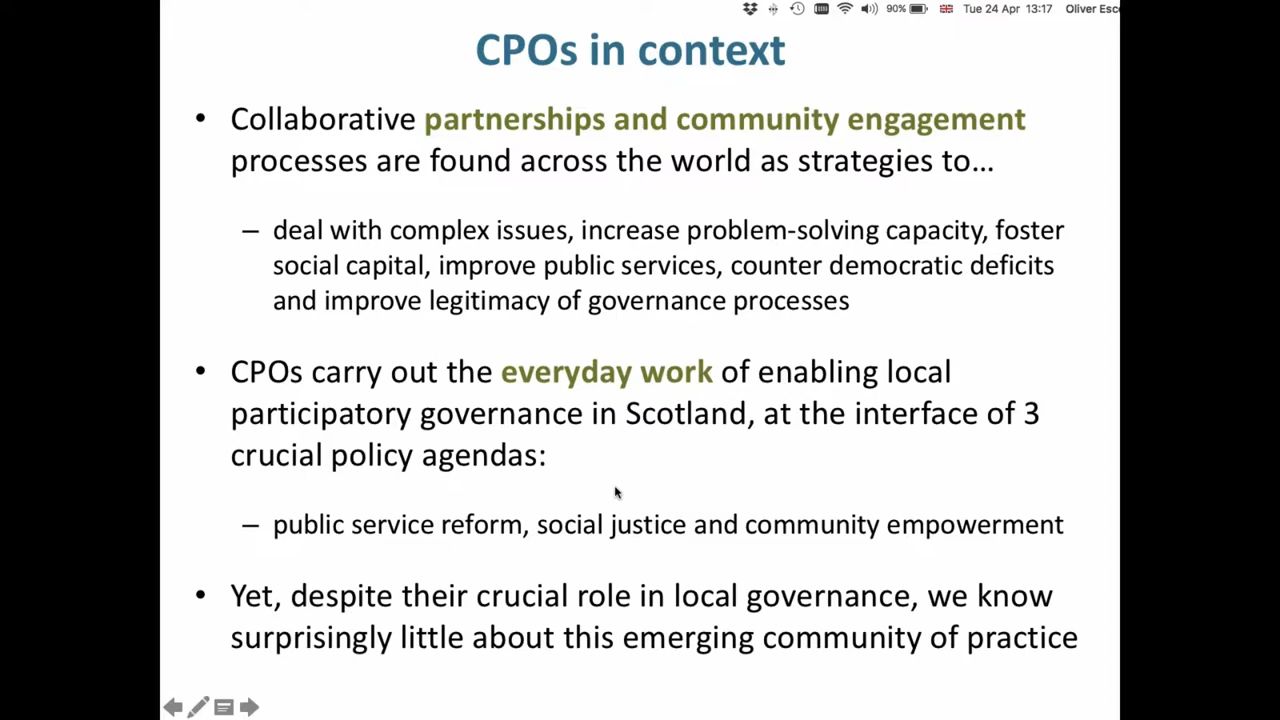 90% Tue 24 Apr 13:17 Oliver Esc
CPOs in context
• Collaborative partnerships and community engagement
processes are found across the world as strategies to…
– deal with complex issues, increase problem-solving capacity, foster
social capital, improve public services, counter democratic deficits
and improve legitimacy of governance processes
• CPOs carry out the everyday work of enabling local
participatory governance in Scotland, at the interface of 3
crucial policy agendas:
– public service reform, social justice and community empowerment
• Yet, despite their crucial role in local governance, we know
surprisingly little about this emerging community of practice